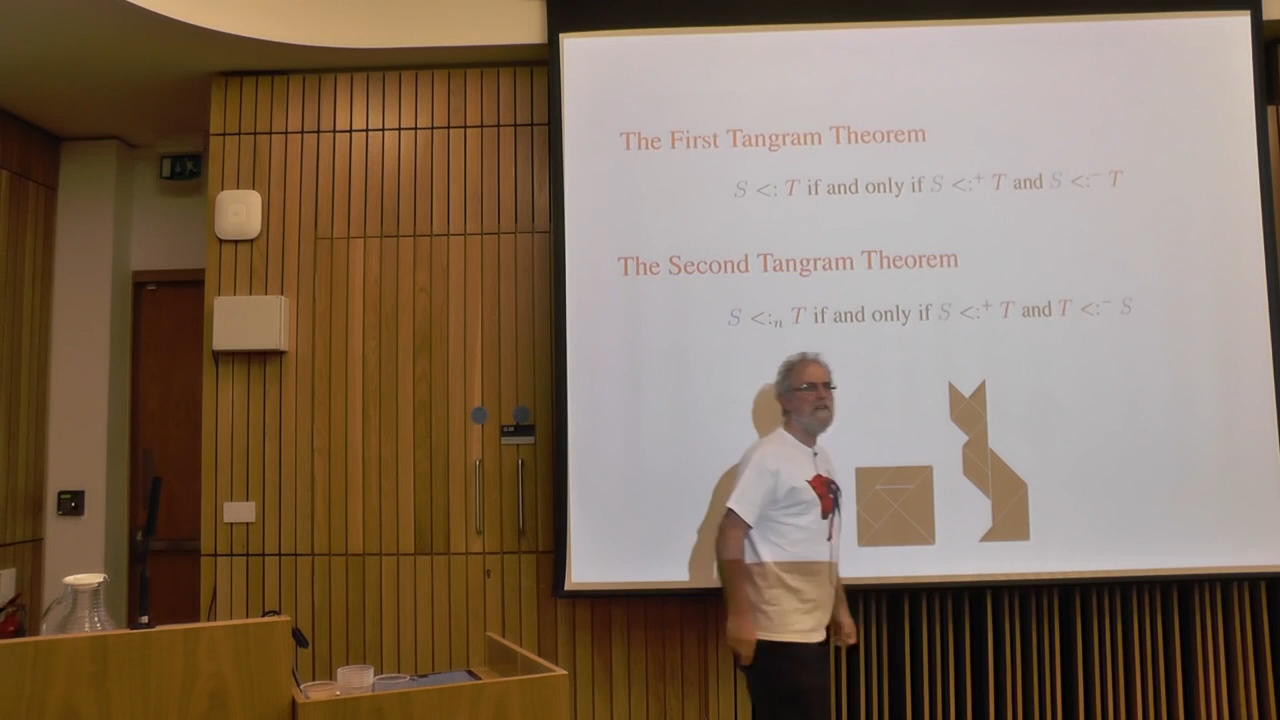 The First Tangram Theorem
S <: T if and only if S <:⁺ T and S <:⁻ T
The Second Tangram Theorem
S <:ₙ T if and only if S <:⁺ T and T <:⁻ S